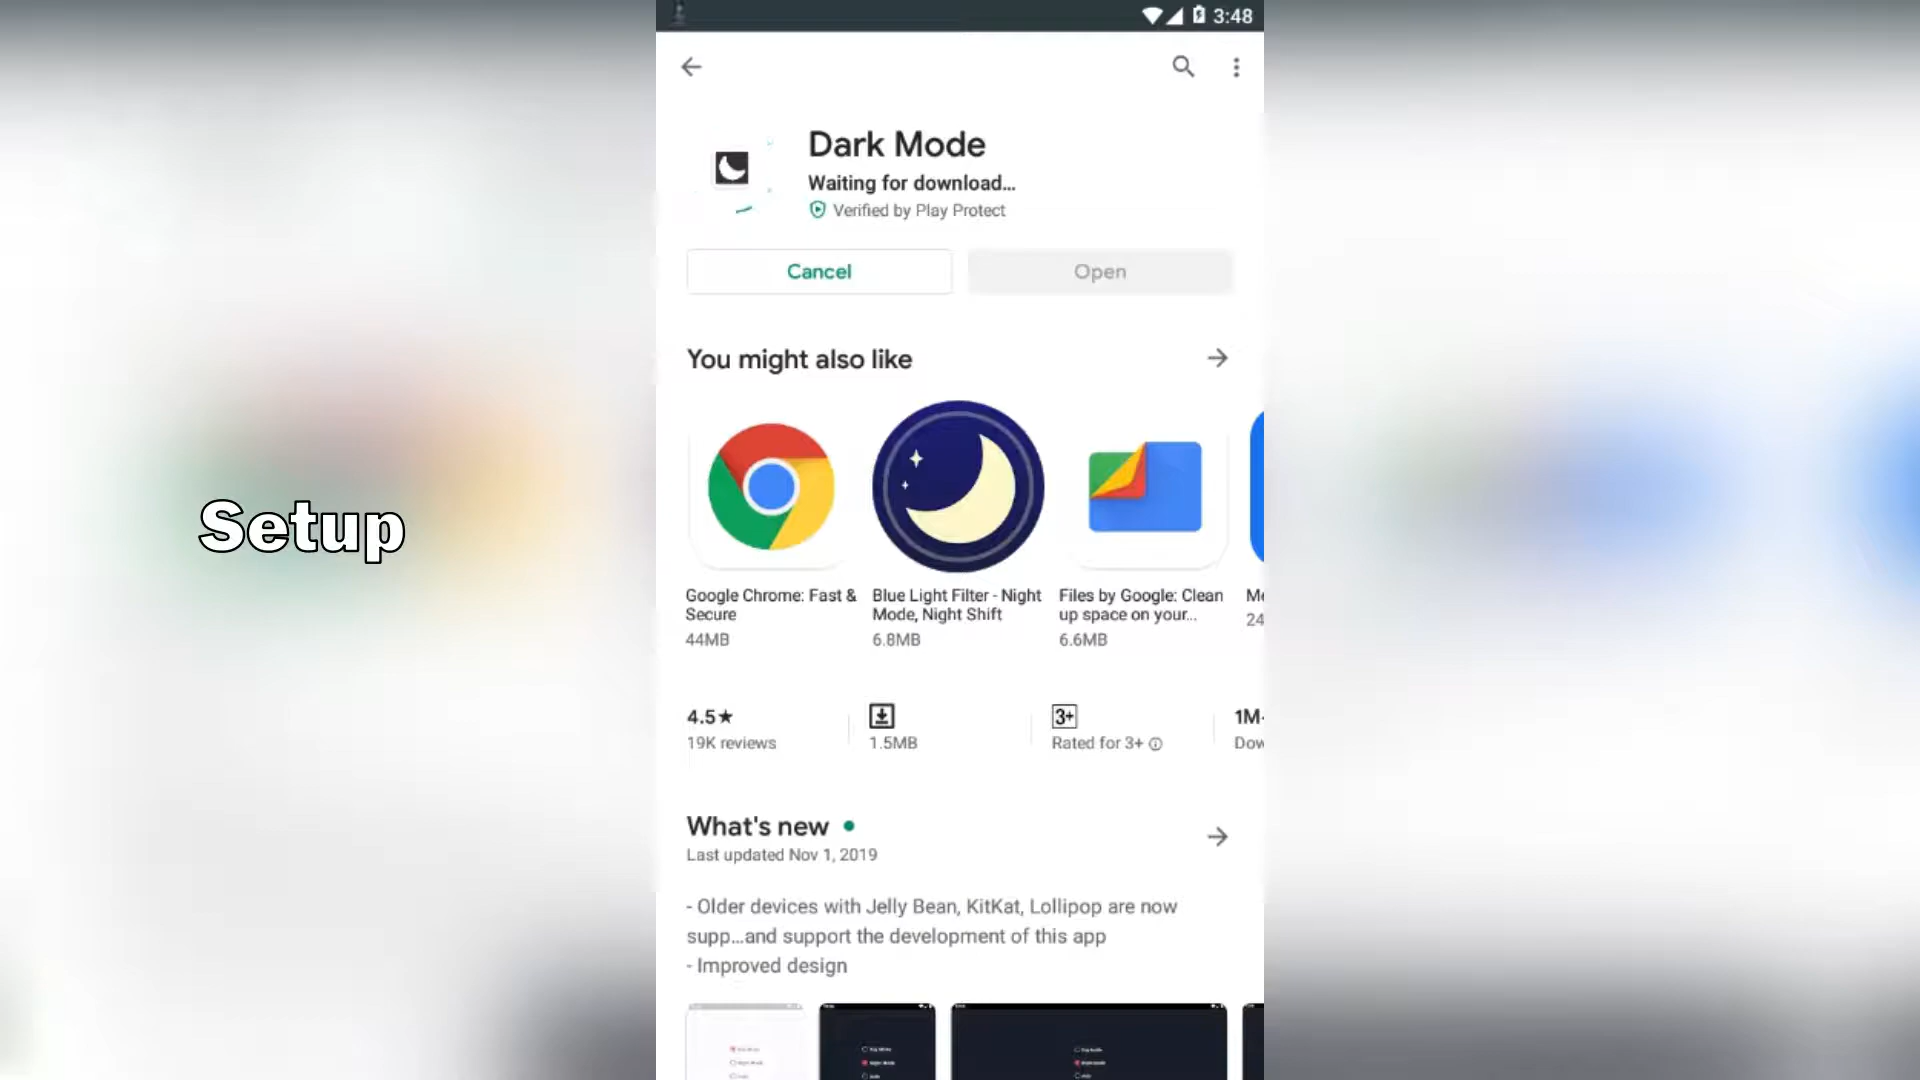 3:48
Dark Mode
Waiting for download...
Verified by Play Protect
Cancel
Open
You might also like
Setup
Google Chrome: Fast & Secure
44MB
Blue Light Filter - Night Mode, Night Shift
6.8MB
Files by Google: Clean up space on your...
6.6MB
24
4.5★
19K reviews
1.5MB
3+
Rated for 3+
1M
What's new
Last updated Nov 1, 2019
- Older devices with Jelly Bean, KitKat, Lollipop are now
supp...and support the development of this app
- Improved design